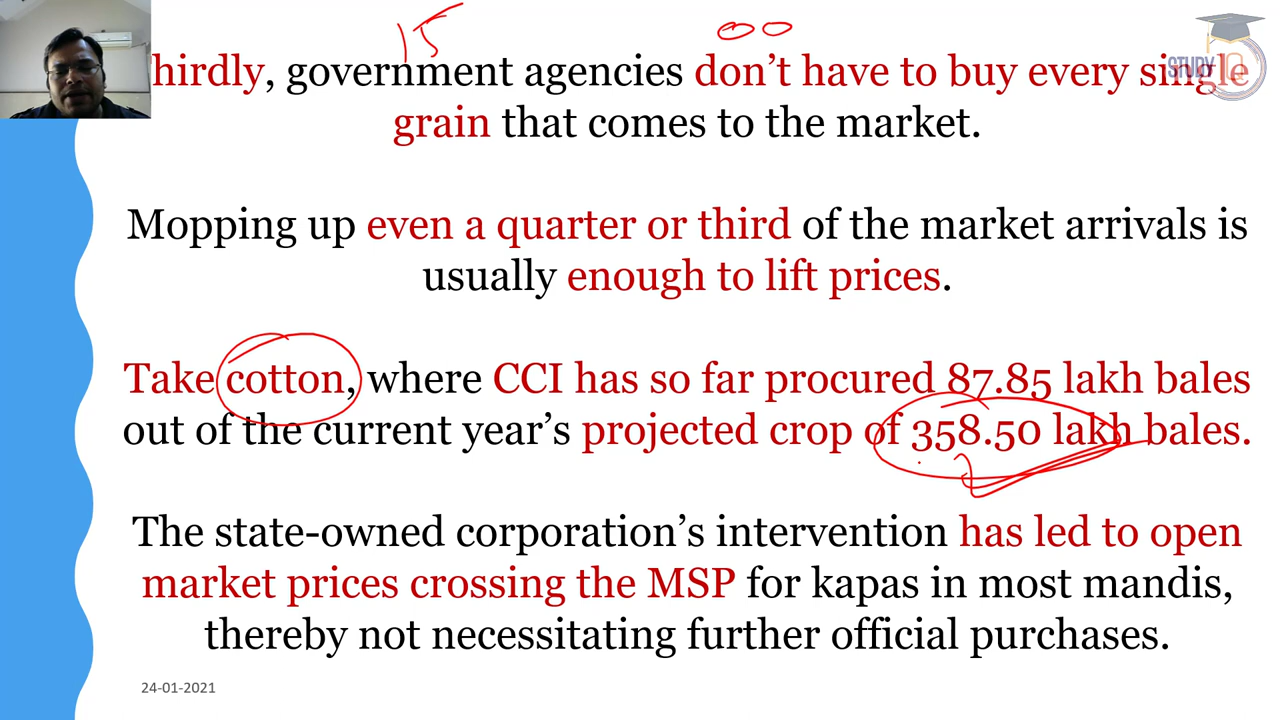 15
hirdly, government agencies don’t have to buy every single
grain that comes to the market.
Mopping up even a quarter or third of the market arrivals is
usually enough to lift prices.
Take cotton, where CCI has so far procured 87.85 lakh bales
out of the current year’s projected crop of 358.50 lakh bales.
The state-owned corporation’s intervention has led to open
market prices crossing the MSP for kapas in most mandis,
thereby not necessitating further official purchases.
24-01-2021
STUDY